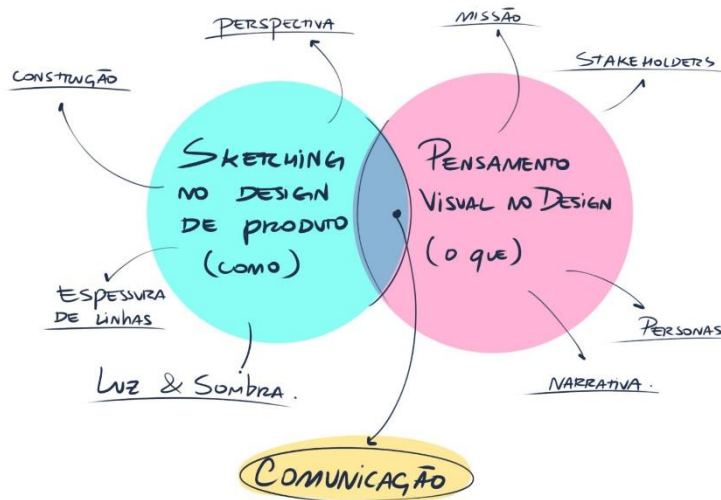 PERSPECTIVA
MISSÃO
STAKEHOLDERS
CONSTRUÇÃO
SKETCHING
NO DESIGN
DE PRODUTO
(COMO)
PENSAMENTO
VISUAL NO DESIGN
(O QUE)
ESPESSURA
DE LINHAS
LUZ & SOMBRA.
PERSONAS
NARRATIVA.
COMUNICAÇÃO